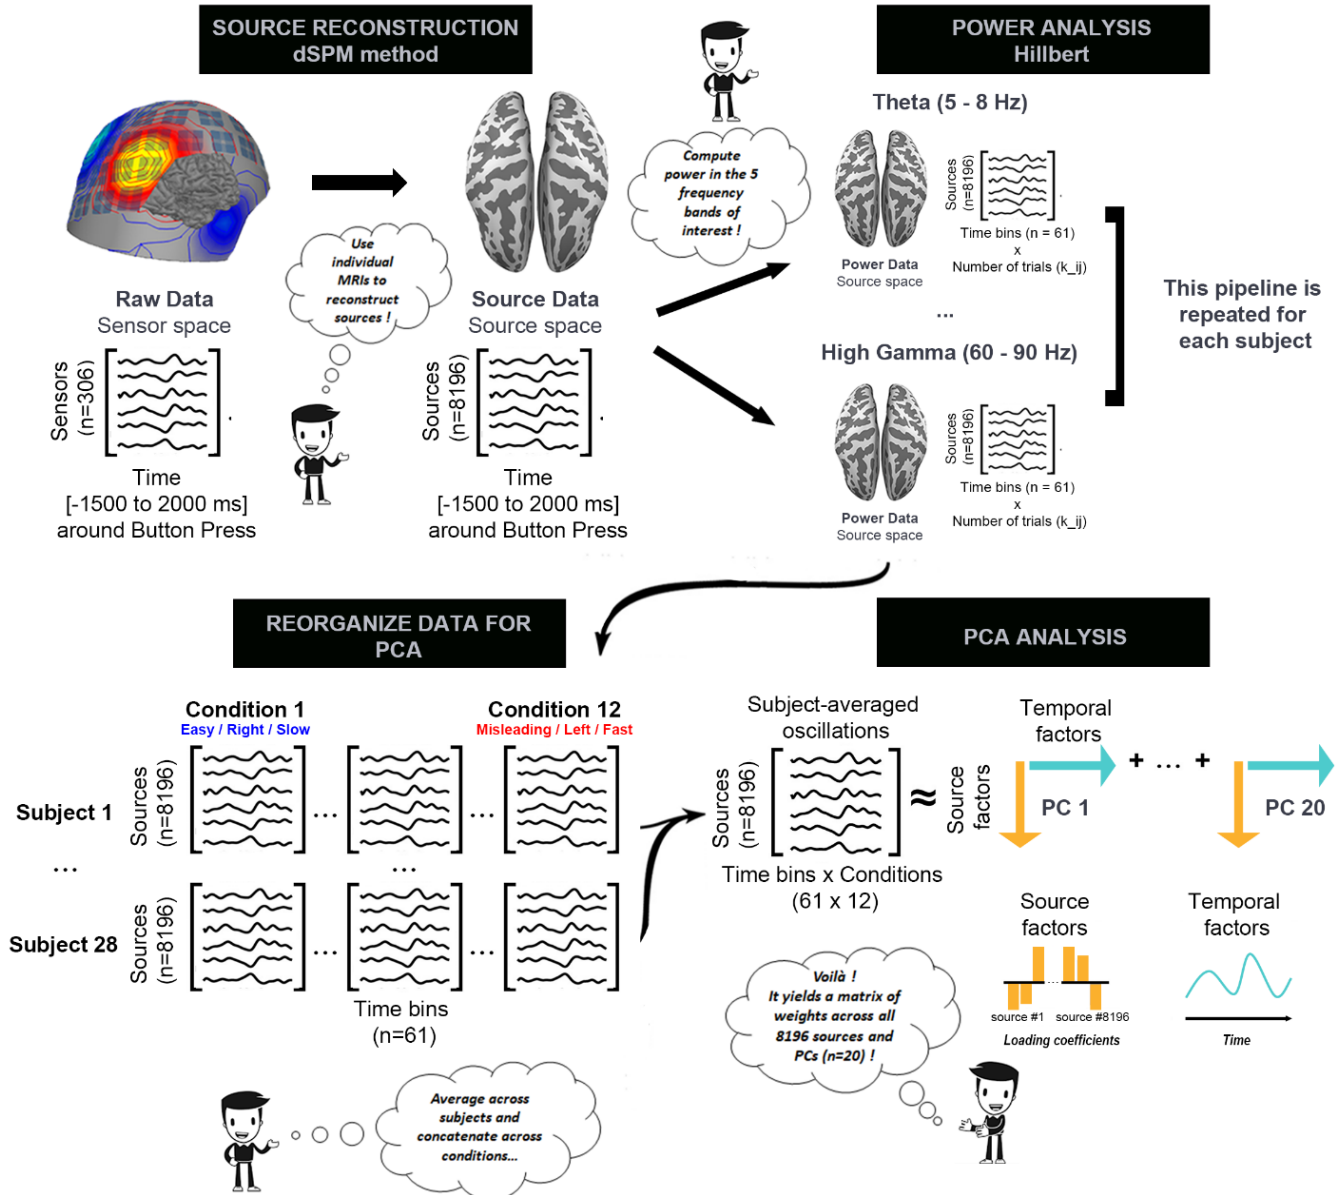 SOURCE RECONSTRUCTION
dSPM method
POWER ANALYSIS
Hillbert
Theta (5 - 8 Hz)
Compute
power in the 5
frequency
bands of
interest !
Sources
(n=8196)
Time bins (n = 61)
x
Number of trials (k_ij)
Power Data
Source space
...
Use
individual
MRIs to
reconstruct
sources !
Raw Data
Sensor space
Source Data
Source space
This pipeline is
repeated for
each subject
High Gamma (60 - 90 Hz)
Sensors
(n=306)
.
Time
[-1500 to 2000 ms]
around Button Press
Sources
(n=8196)
.
Time
[-1500 to 2000 ms]
around Button Press
Sources
(n=8196)
Time bins (n = 61)
x
Number of trials (k_ij)
Power Data
Source space
REORGANIZE DATA FOR
PCA
PCA ANALYSIS
Condition 1
Easy / Right / Slow
Condition 12
Misleading / Left / Fast
Subject 1
Sources
(n=8196)
... ...
...
...
Subject 28
Sources
(n=8196)
... ...
Time bins
(n=61)
Average across
subjects and
concatenate across
conditions...
Subject-averaged
oscillations
Sources
(n=8196)
Time bins x Conditions
(61 x 12)
≈
Temporal
factors
Source
factors
PC 1
+ ... +
PC 20
Source
factors
source #1
...
source #8196
Loading coefficients
Temporal
factors
Time
Voilà !
It yields a matrix of
weights across all
8196 sources and
PCs (n=20) !